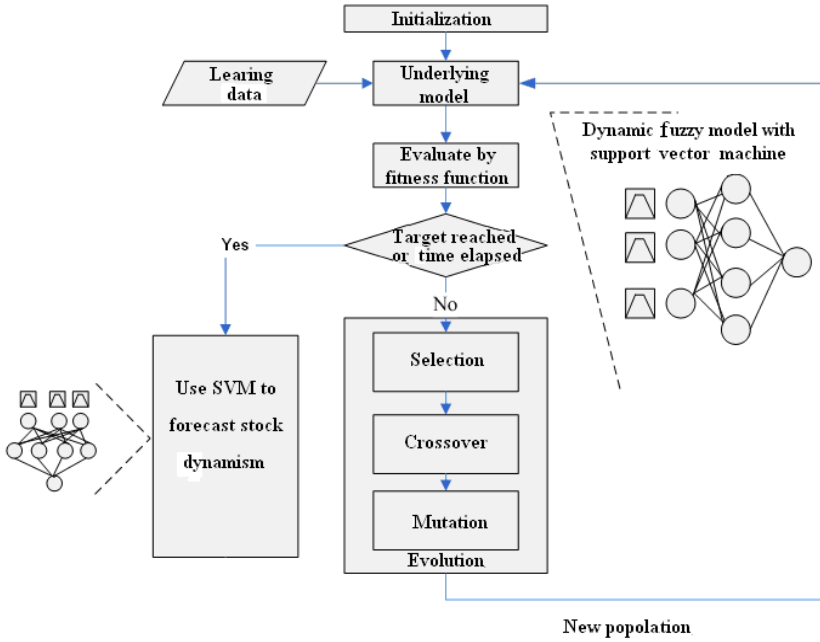 Initialization
Learing
data
Underlying
model
Dynamic fuzzy model with
support vector machine
Evaluate by
fitness function
Target reached
or time elapsed
Yes
No
Use SVM to
forecast stock
dynamism
Selection
Crossover
Mutation
Evolution
New popolation